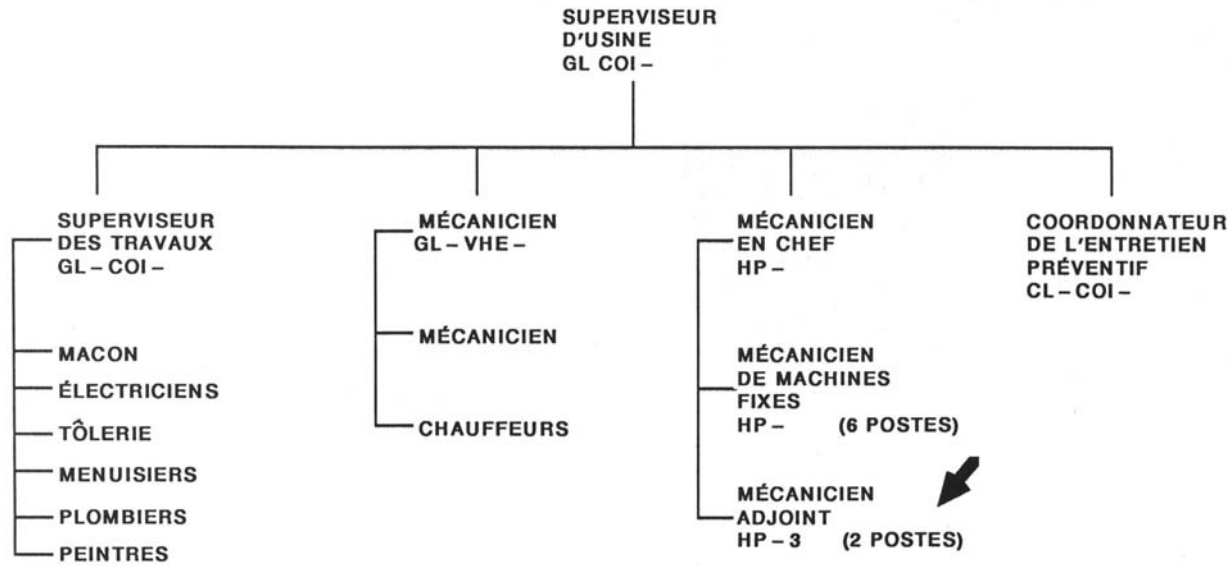 SUPERVISEUR
D'USINE
GL COI –
SUPERVISEUR
DES TRAVAUX
GL – COI –
MACON
ÉLECTRICIENS
TÔLERIE
MENUISIERS
PLOMBIERS
PEINTRES
MÉCANICIEN
GL – VHE –
MÉCANICIEN
CHAUFFEURS
MÉCANICIEN
EN CHEF
HP –
MÉCANICIEN
DE MACHINES
FIXES
HP – (6 POSTES)
MÉCANICIEN
ADJOINT
HP – 3 (2 POSTES)
COORDONNATEUR
DE L'ENTRETIEN
PRÉVENTIF
CL – COI –